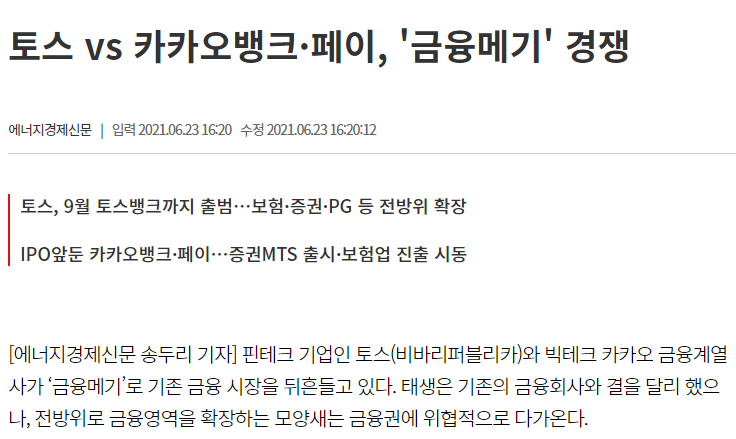 토스 vs 카카오뱅크·페이, '금융메기' 경쟁
에너지경제신문 | 입력 2021.06.23 16:20 수정 2021.06.23 16:20:12
토스, 9월 토스뱅크까지 출범…보험·증권·PG 등 전방위 확장
IPO앞둔 카카오뱅크·페이…증권MTS 출시·보험업 진출 시동
[에너지경제신문 송두리 기자] 핀테크 기업인 토스(비바리퍼블리카)와 빅테크 카카오 금융계열
사가 ‘금융메기’로 기존 금융 시장을 뒤흔들고 있다. 태생은 기존의 금융회사와 결을 달리 했으
나, 전방위로 금융영역을 확장하는 모양새는 금융권에 위협적으로 다가온다.